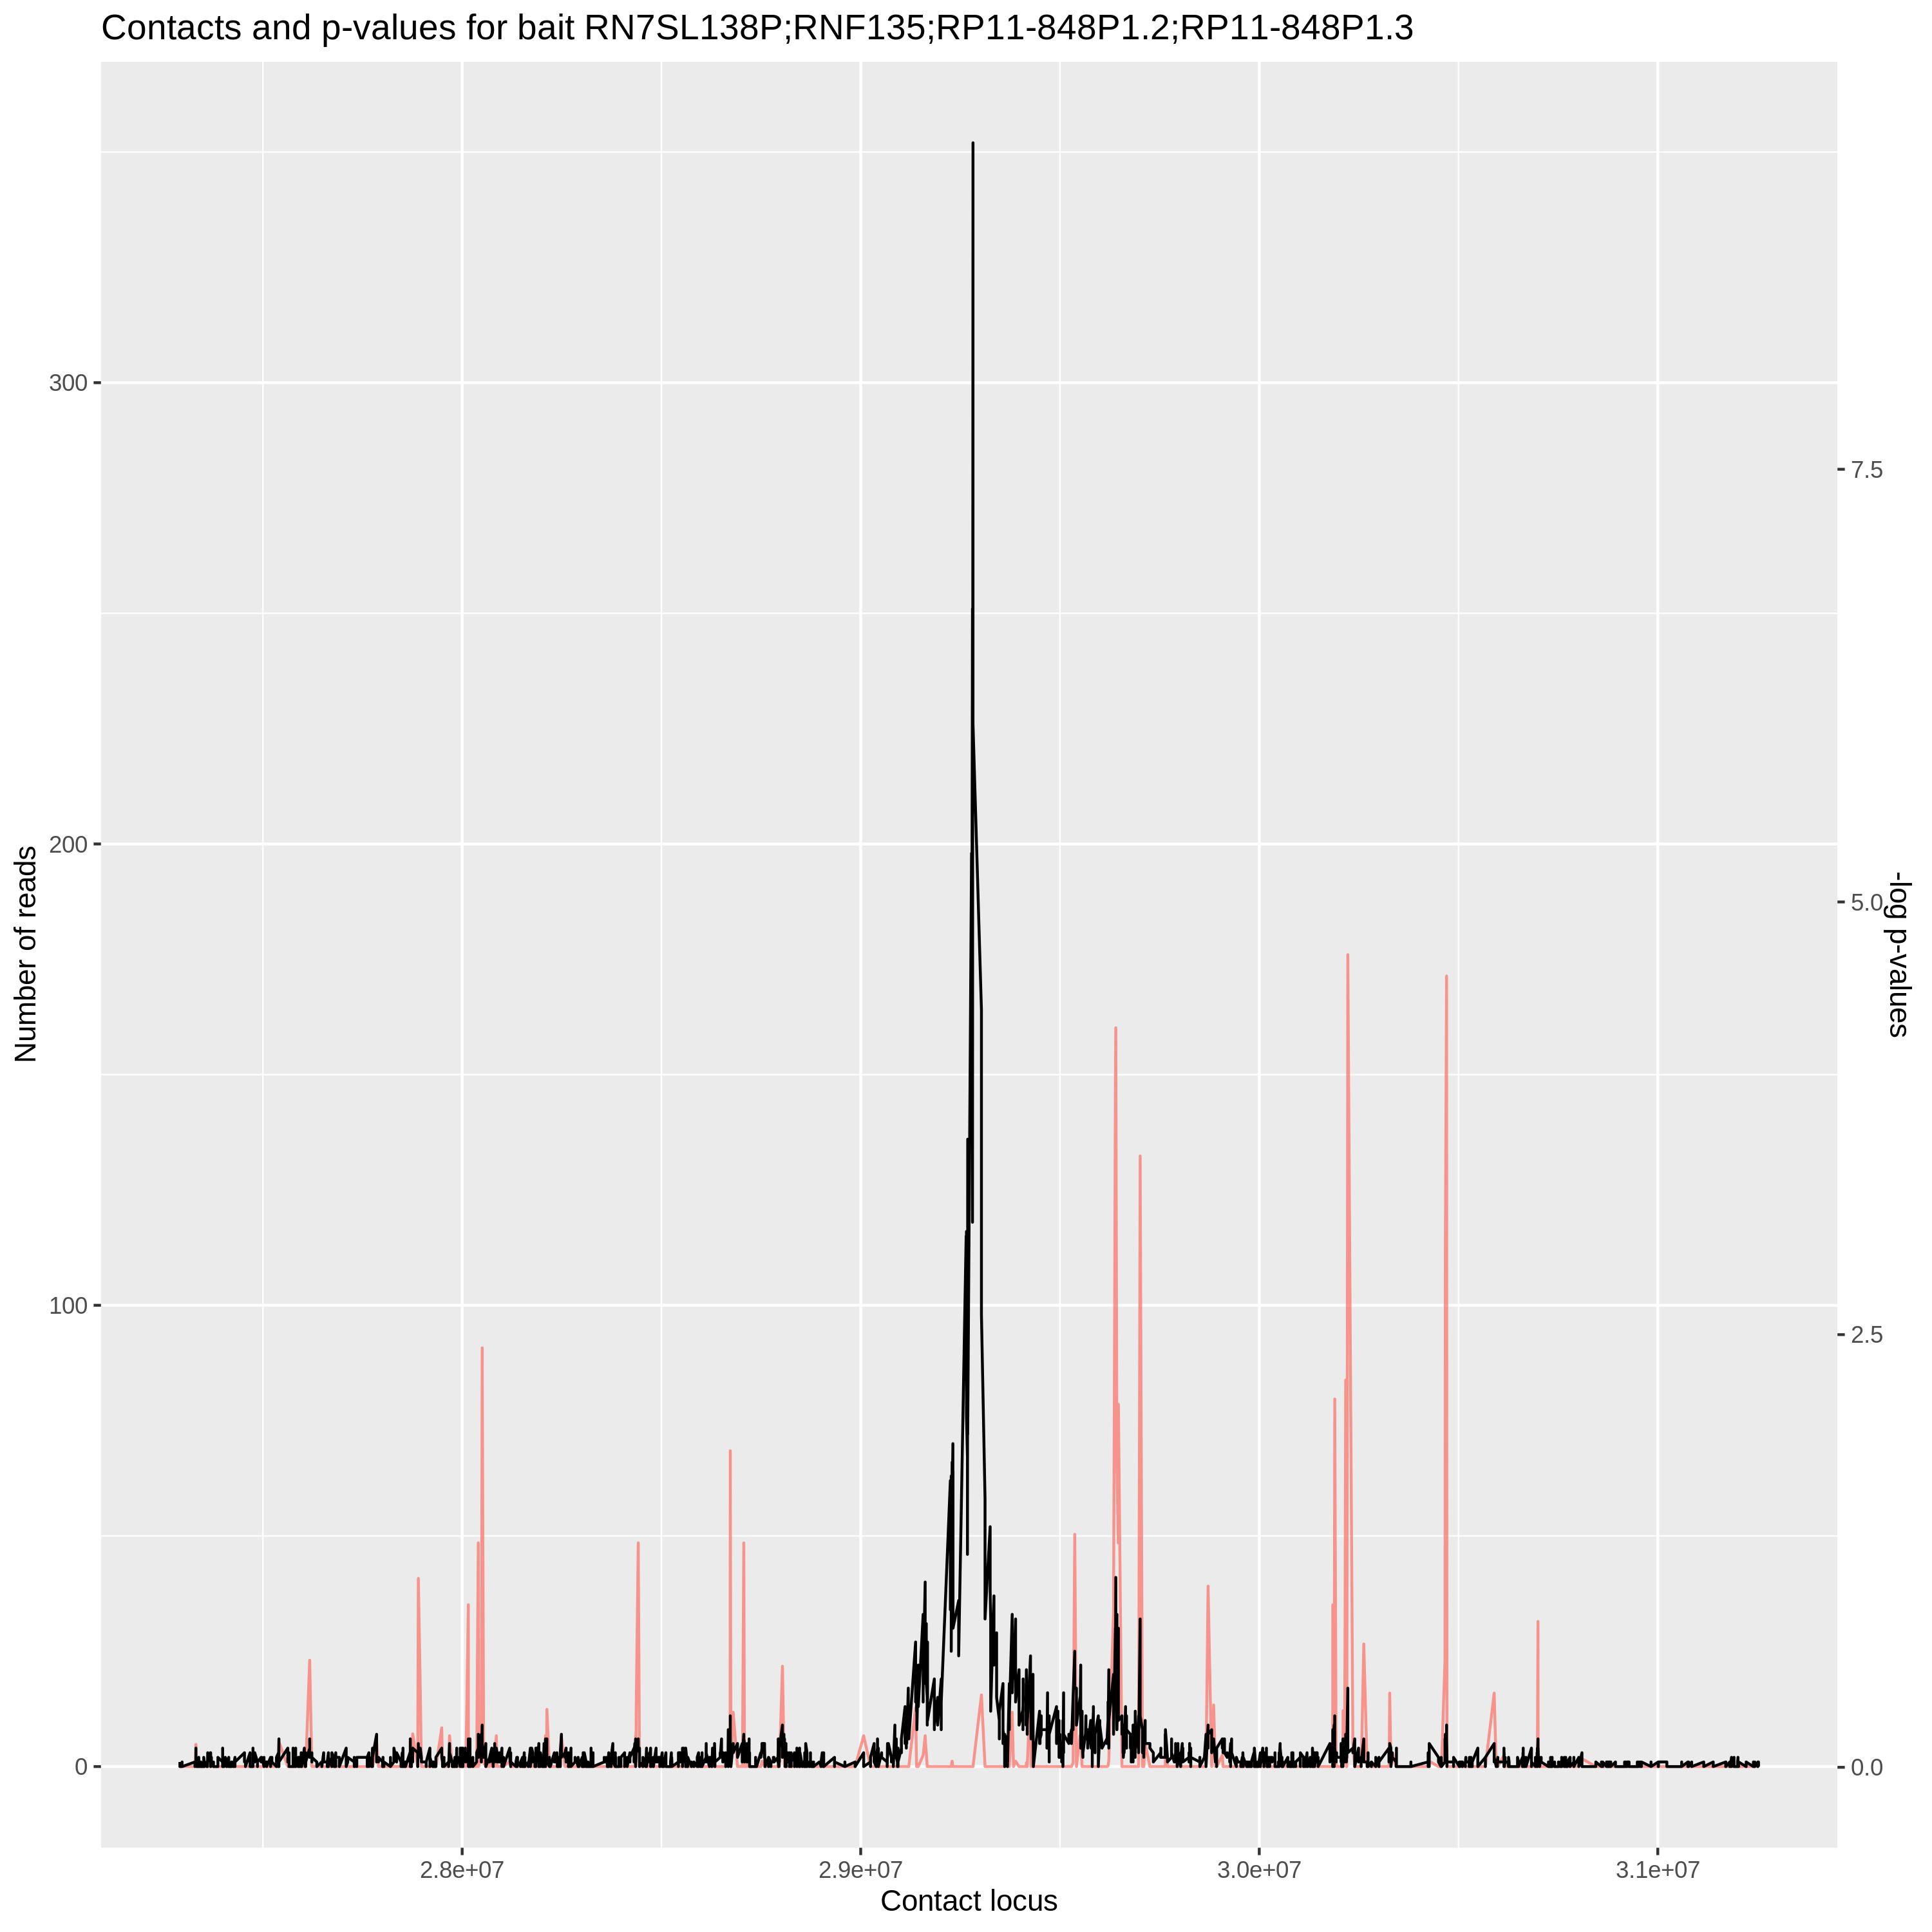 Contacts and p-values for bait RN7SL138P;RNF135;RP11-848P1.2;RP11-848P1.3
300
200
100
0
Number of reads
7.5
5.0
2.5
0.0
-log p-values
2.8e+07
2.9e+07
3.0e+07
3.1e+07
Contact locus